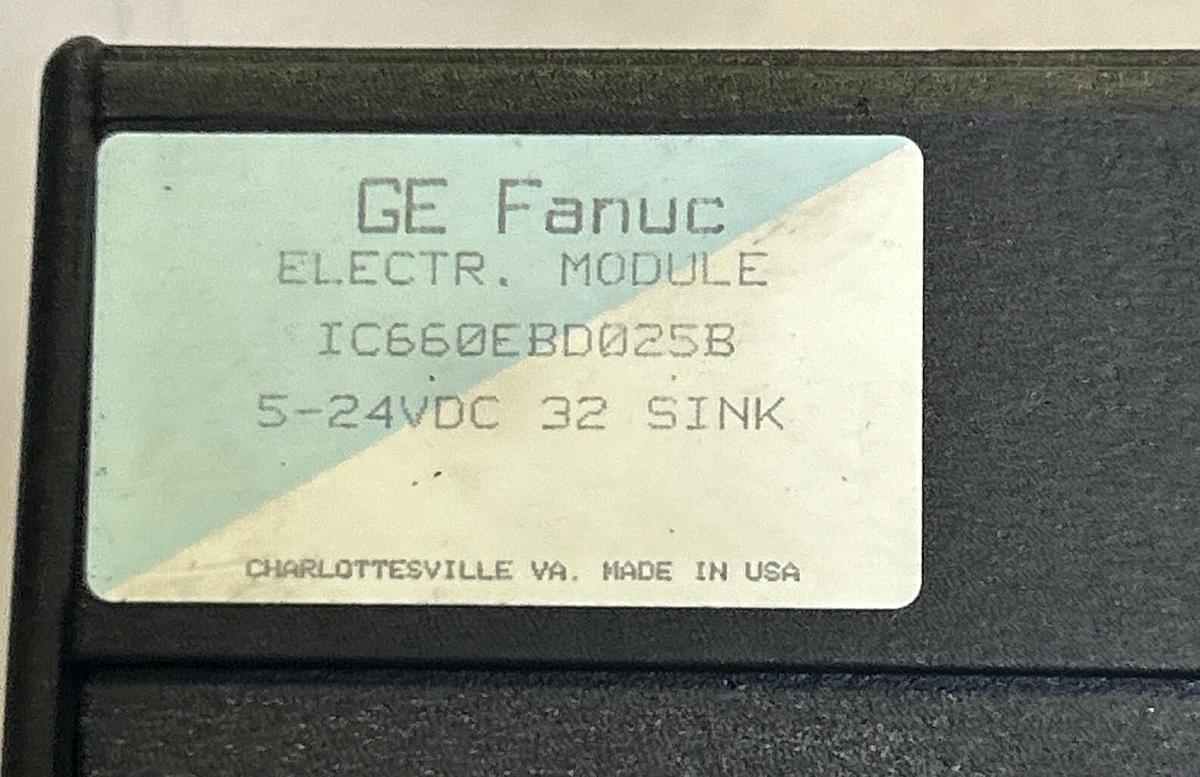 GE Fanuc
ELECTR. MODULE
IC660EBD025B
5-24VDC 32 SINK
CHARLOTTESVILLE VA. MADE IN USA